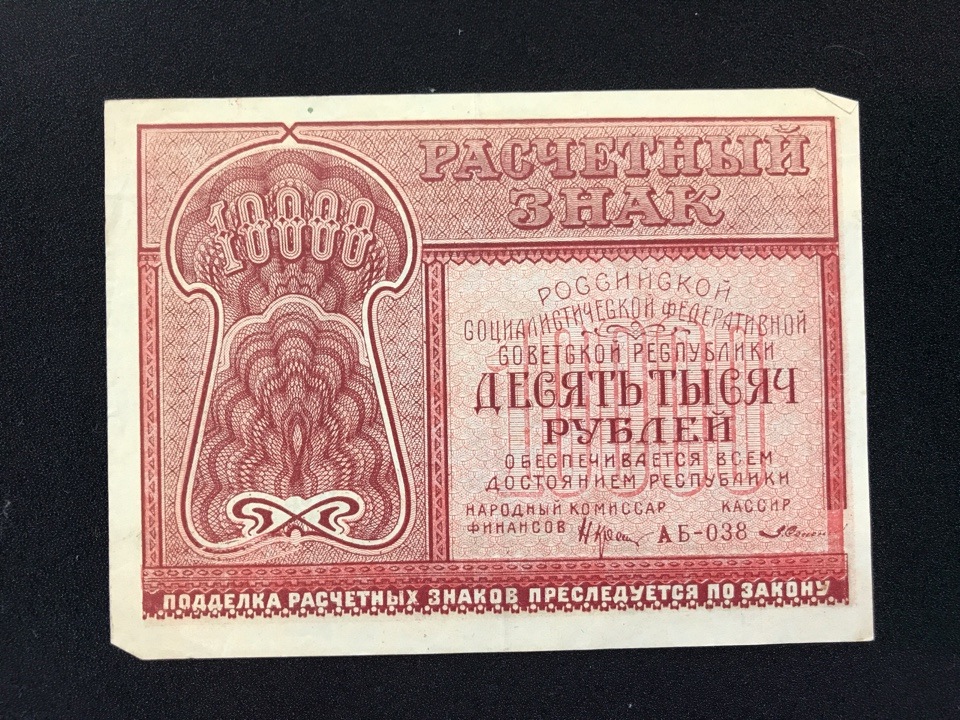 РАСЧЕТНЫЙ
ЗНАК
10000
РОССИЙСКОЙ
СОЦИАЛИСТИЧЕСКОЙ ФЕДЕРАТИВНОЙ
СОВЕТСКОЙ РЕСПУБЛИКИ
10000
ДЕСЯТЬ ТЫСЯЧ
РУБЛЕЙ
ОБЕСПЕЧИВАЕТСЯ ВСЕМ
ДОСТОЯНИЕМ РЕСПУБЛИКИ
НАРОДНЫЙ КОМИССАР КАССИР
ФИНАНСОВ АБ-038
ПОДДЕЛКА РАСЧЕТНЫХ ЗНАКОВ ПРЕСЛЕДУЕТСЯ ПО ЗАКОНУ